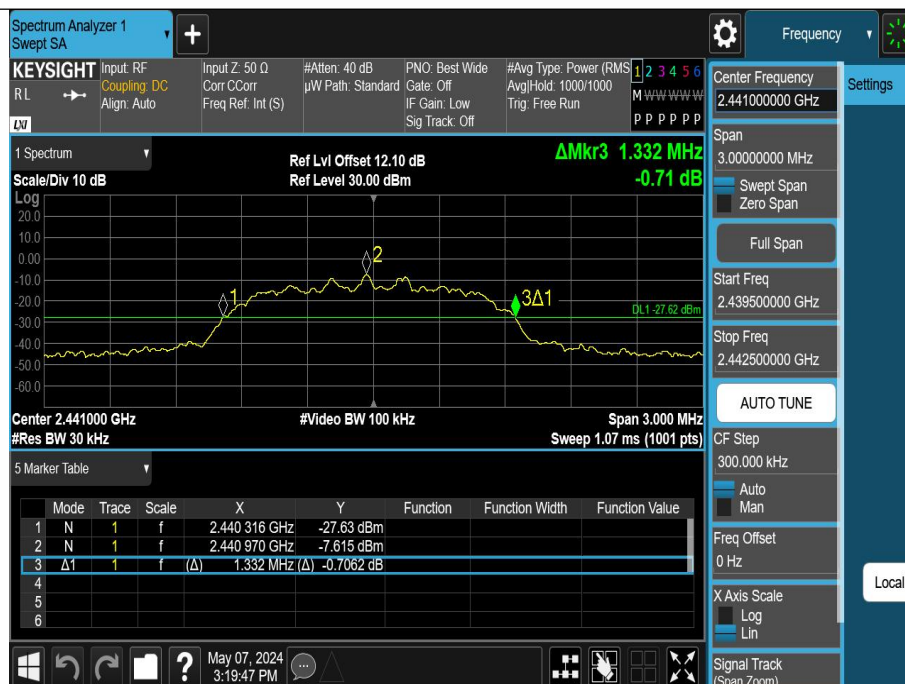 Spectrum Analyzer 1
Swept SA
+
Frequency
KEYSIGHT
RL
LXI
Input: RF
Coupling: DC
Align: Auto
Input Z: 50 Ω
Corr CCorr
Freq Ref: Int (S)
#Atten: 40 dB
µW Path: Standard
PNO: Best Wide
Gate: Off
IF Gain: Low
Sig Track: Off
#Avg Type: Power (RMS
Avg|Hold: 1000/1000
Trig: Free Run
1 2 3 4 5 6
M W W W W W
P P P P P P
1 Spectrum
Scale/Div 10 dB
Ref Lvl Offset 12.10 dB
Ref Level 30.00 dBm
ΔMkr3 1.332 MHz
-0.71 dB
Log
20.0
10.0
0.00
-10.0
-20.0
-30.0
-40.0
-50.0
-60.0
1
2
3Δ1
DL1 -27.62 dBm
Center 2.441000 GHz
#Video BW 100 kHz
Span 3.000 MHz
#Res BW 30 kHz
Sweep 1.07 ms (1001 pts)
5 Marker Table
Mode Trace Scale X Y Function Function Width Function Value
1 N 1 f 2.440 316 GHz -27.63 dBm
2 N 1 f 2.440 970 GHz -7.615 dBm
3 Δ1 1 f (Δ) 1.332 MHz (Δ) -0.7062 dB
4
5
6
?
May 07, 2024
3:19:47 PM
Center Frequency
2.441000000 GHz
Settings
Span
3.00000000 MHz
Swept Span
Zero Span
Full Span
Start Freq
2.439500000 GHz
Stop Freq
2.442500000 GHz
AUTO TUNE
CF Step
300.000 kHz
Auto
Man
Freq Offset
0 Hz
Local
X Axis Scale
Log
Lin
Signal Track
(Span Zoom)